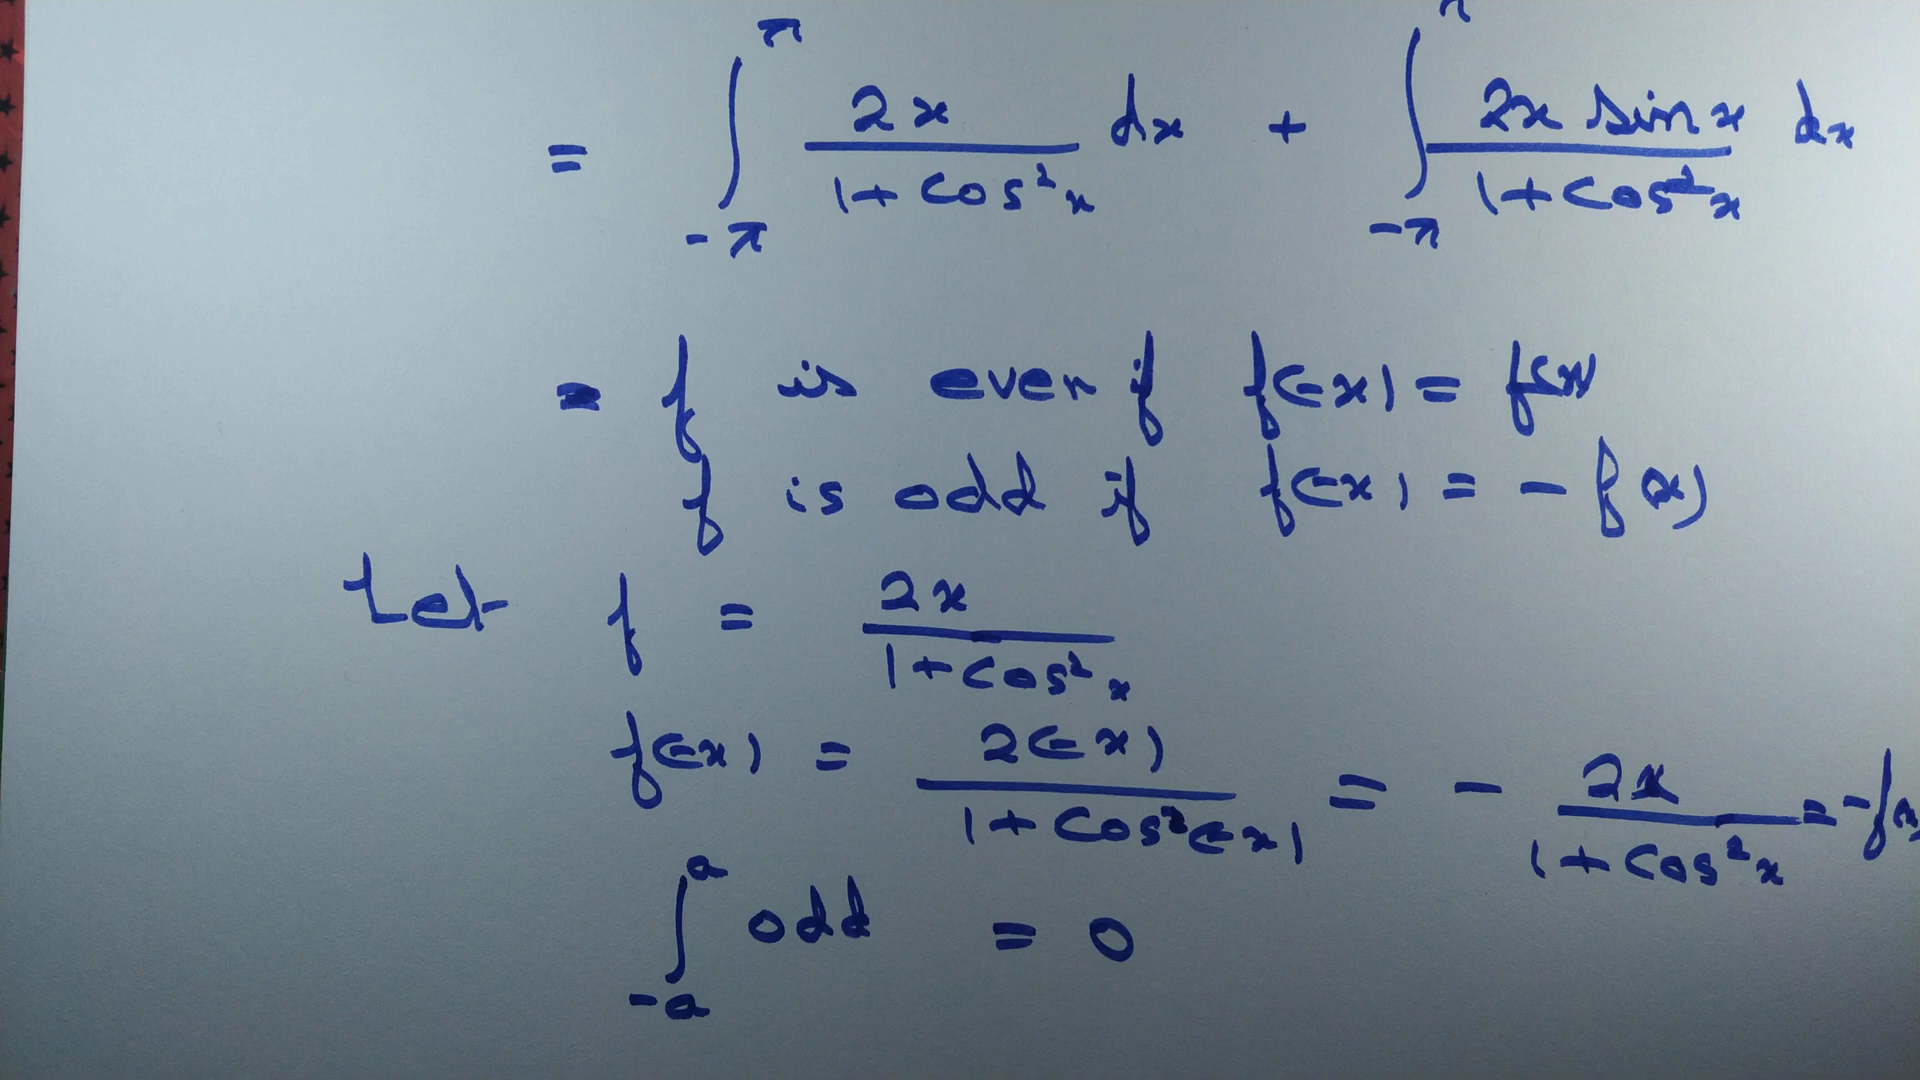 = ∫_{-π}^{π} 2x / (1 + cos²x) dx + ∫_{-π}^{π} 2x sin x / (1 + cos²x) dx
= f is even if f(-x) = f(x)
f is odd if f(-x) = - f(x)
Let f = 2x / (1 + cos²x)
f(-x) = 2(-x) / (1 + cos²(-x)) = - 2x / (1 + cos²x) = -f(x)
∫_{-a}^{a} odd = 0